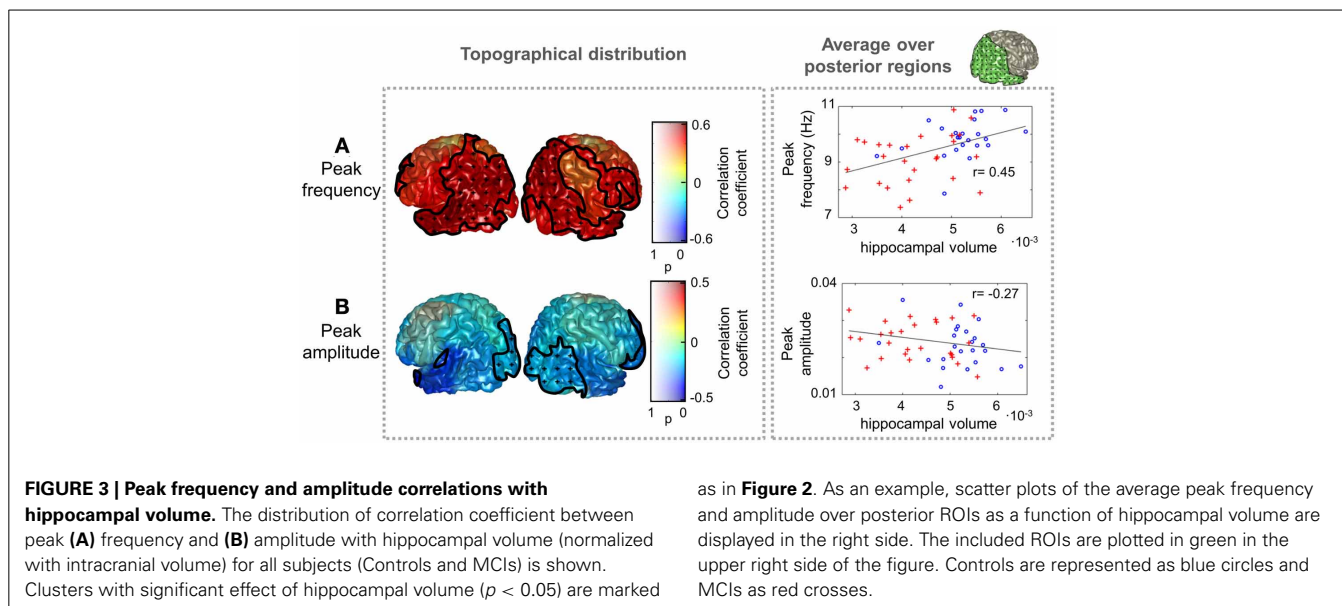 Topographical distribution
Average over
posterior regions
A
Peak
frequency
0.6
0
-0.6
Correlation
coefficient
1 0
p
11
9
7
Peak
frequency (Hz)
r= 0.45
3 4 5 6
·10⁻³
hippocampal volume
B
Peak
amplitude
0.5
0
-0.5
Correlation
coefficient
1 0
p
0.04
0.01
Peak
amplitude
r= -0.27
3 4 5 6
·10⁻³
hippocampal volume
FIGURE 3 | Peak frequency and amplitude correlations with
hippocampal volume. The distribution of correlation coefficient between
peak (A) frequency and (B) amplitude with hippocampal volume (normalized
with intracranial volume) for all subjects (Controls and MCIs) is shown.
Clusters with significant effect of hippocampal volume (p < 0.05) are marked
as in Figure 2. As an example, scatter plots of the average peak frequency
and amplitude over posterior ROIs as a function of hippocampal volume are
displayed in the right side. The included ROIs are plotted in green in the
upper right side of the figure. Controls are represented as blue circles and
MCIs as red crosses.